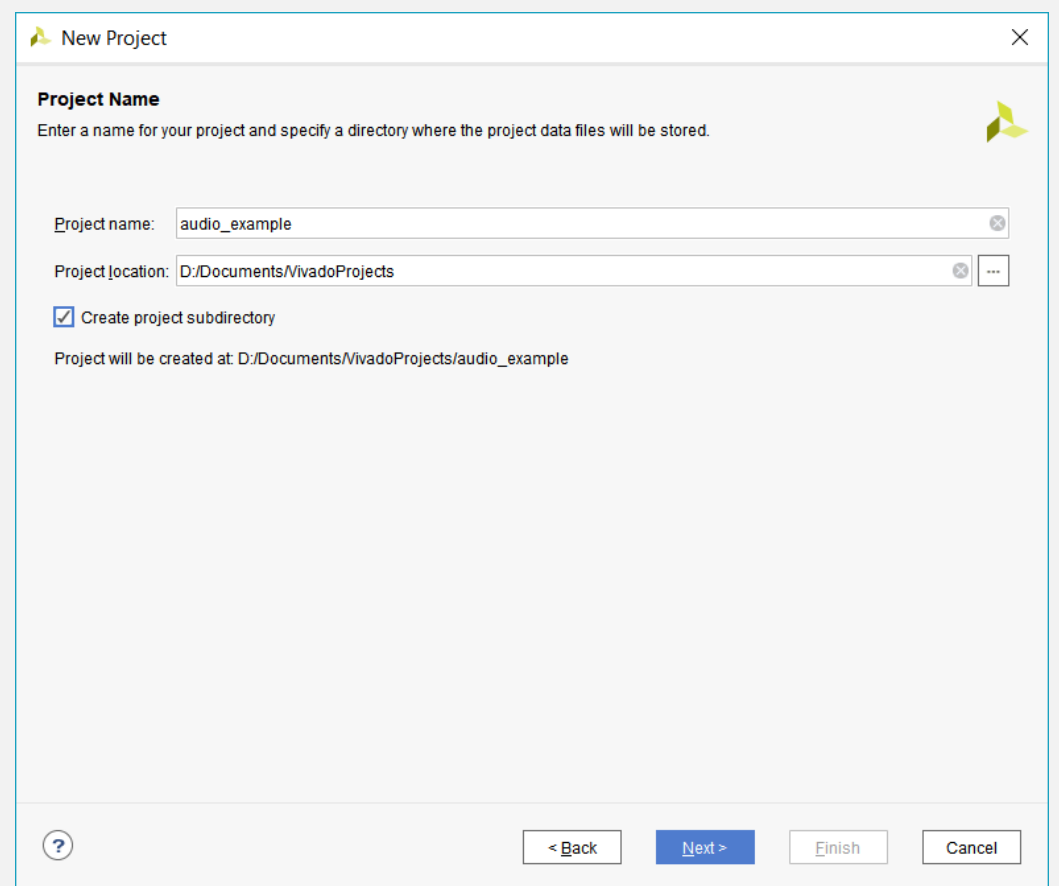 New Project
Project Name
Enter a name for your project and specify a directory where the project data files will be stored.
Project name: audio_example
Project location: D:/Documents/VivadoProjects ...
Create project subdirectory
Project will be created at: D:/Documents/VivadoProjects/audio_example
? < Back Next > Finish Cancel